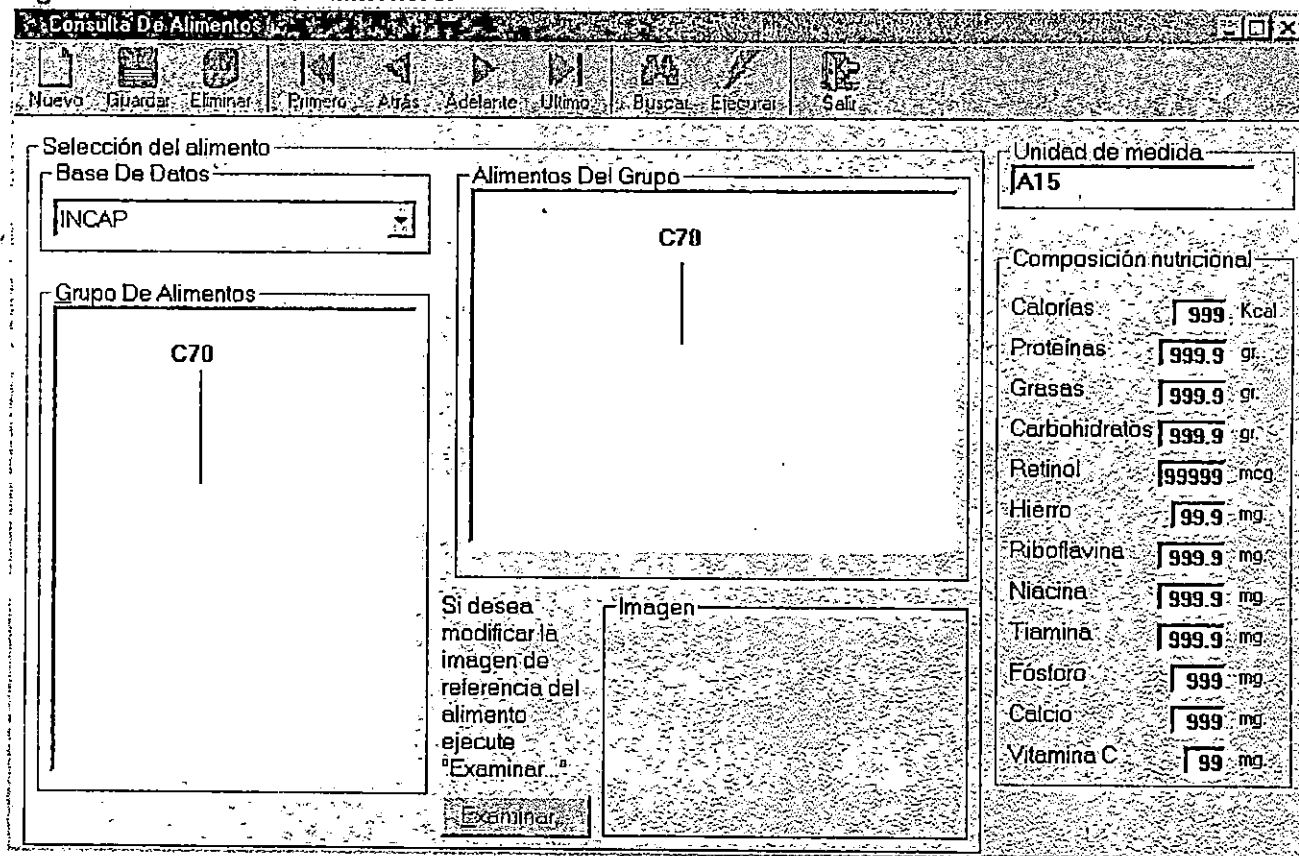 Consulta De Alimentos
Nuevo Guardar Eliminar Primero Atrás Adelante Ultimo Buscar Ejecutar Salir
Selección del alimento
Base De Datos
INCAP
Grupo De Alimentos
C70
Alimentos Del Grupo
C70
Si desea
modificar la
imagen de
referencia del
alimento
ejecute
"Examinar..."
Examinar...
Imagen
Unidad de medida
A15
Composición nutricional
Calorías 999 Kcal
Proteínas 999.9 gr.
Grasas 999.9 gr.
Carbohidratos 999.9 gr.
Retinol 99999 mcg
Hierro 99.9 mg.
Riboflavina 999.9 mg.
Niacina 999.9 mg
Tiamina 999.9 mg.
Fósforo 999 mg.
Calcio 999 mg.
Vitamina C 99 mg.